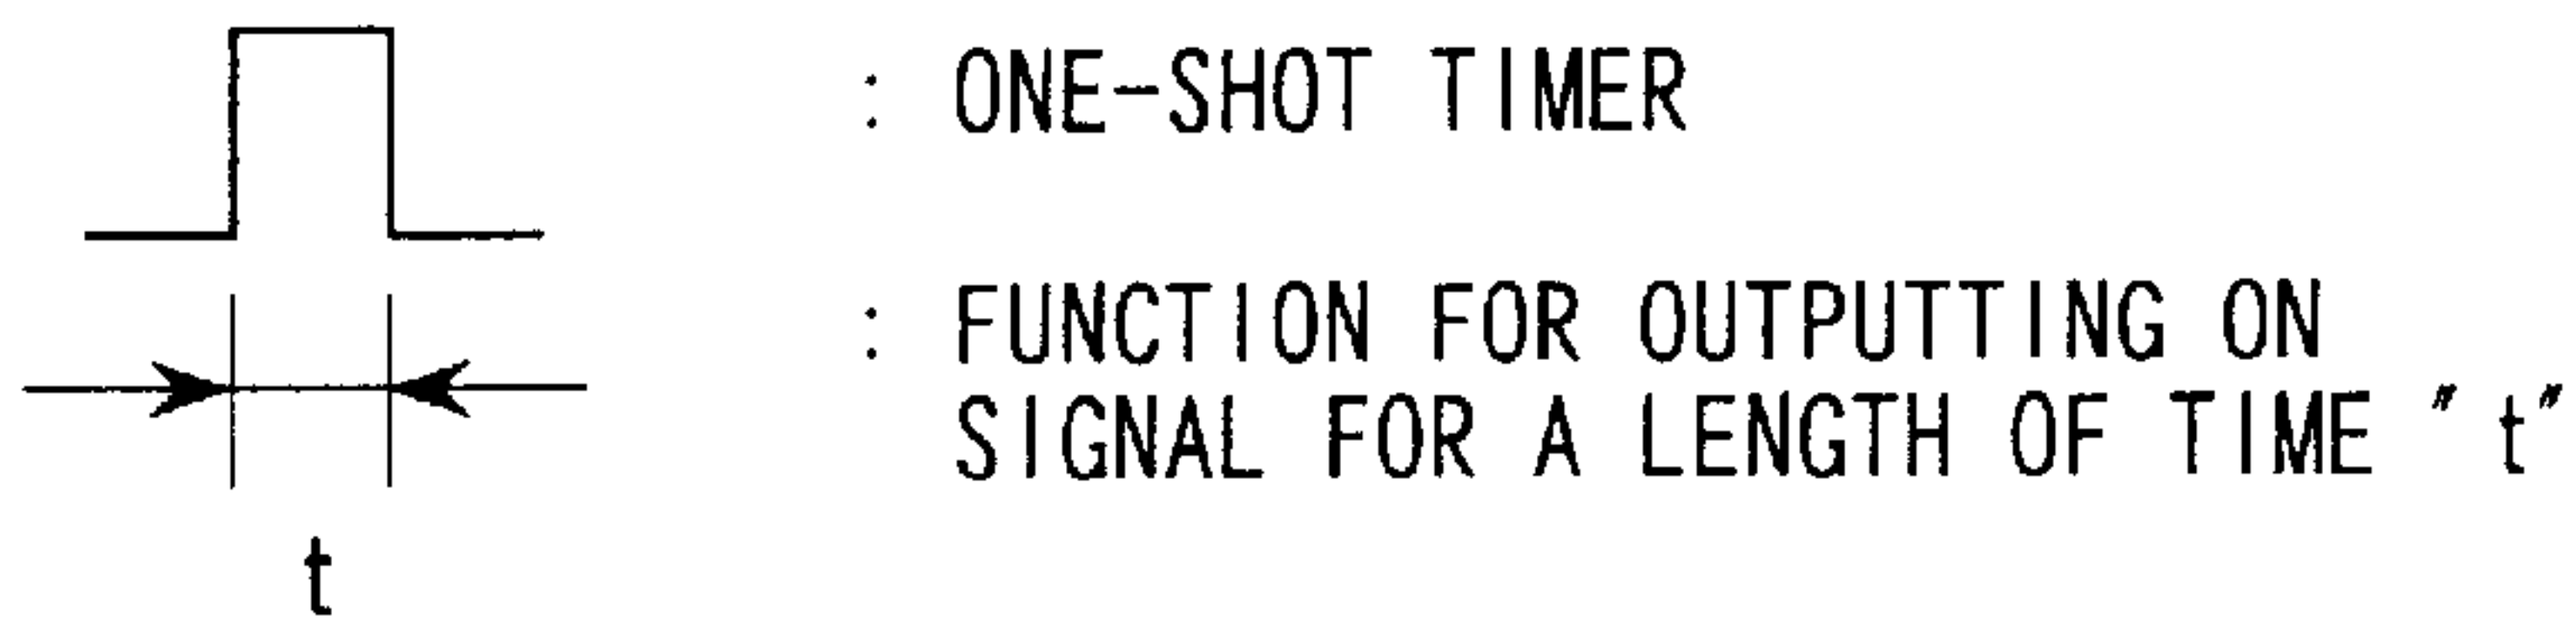 : ONE-SHOT TIMER
: FUNCTION FOR OUTPUTTING ON
SIGNAL FOR A LENGTH OF TIME "t"
t